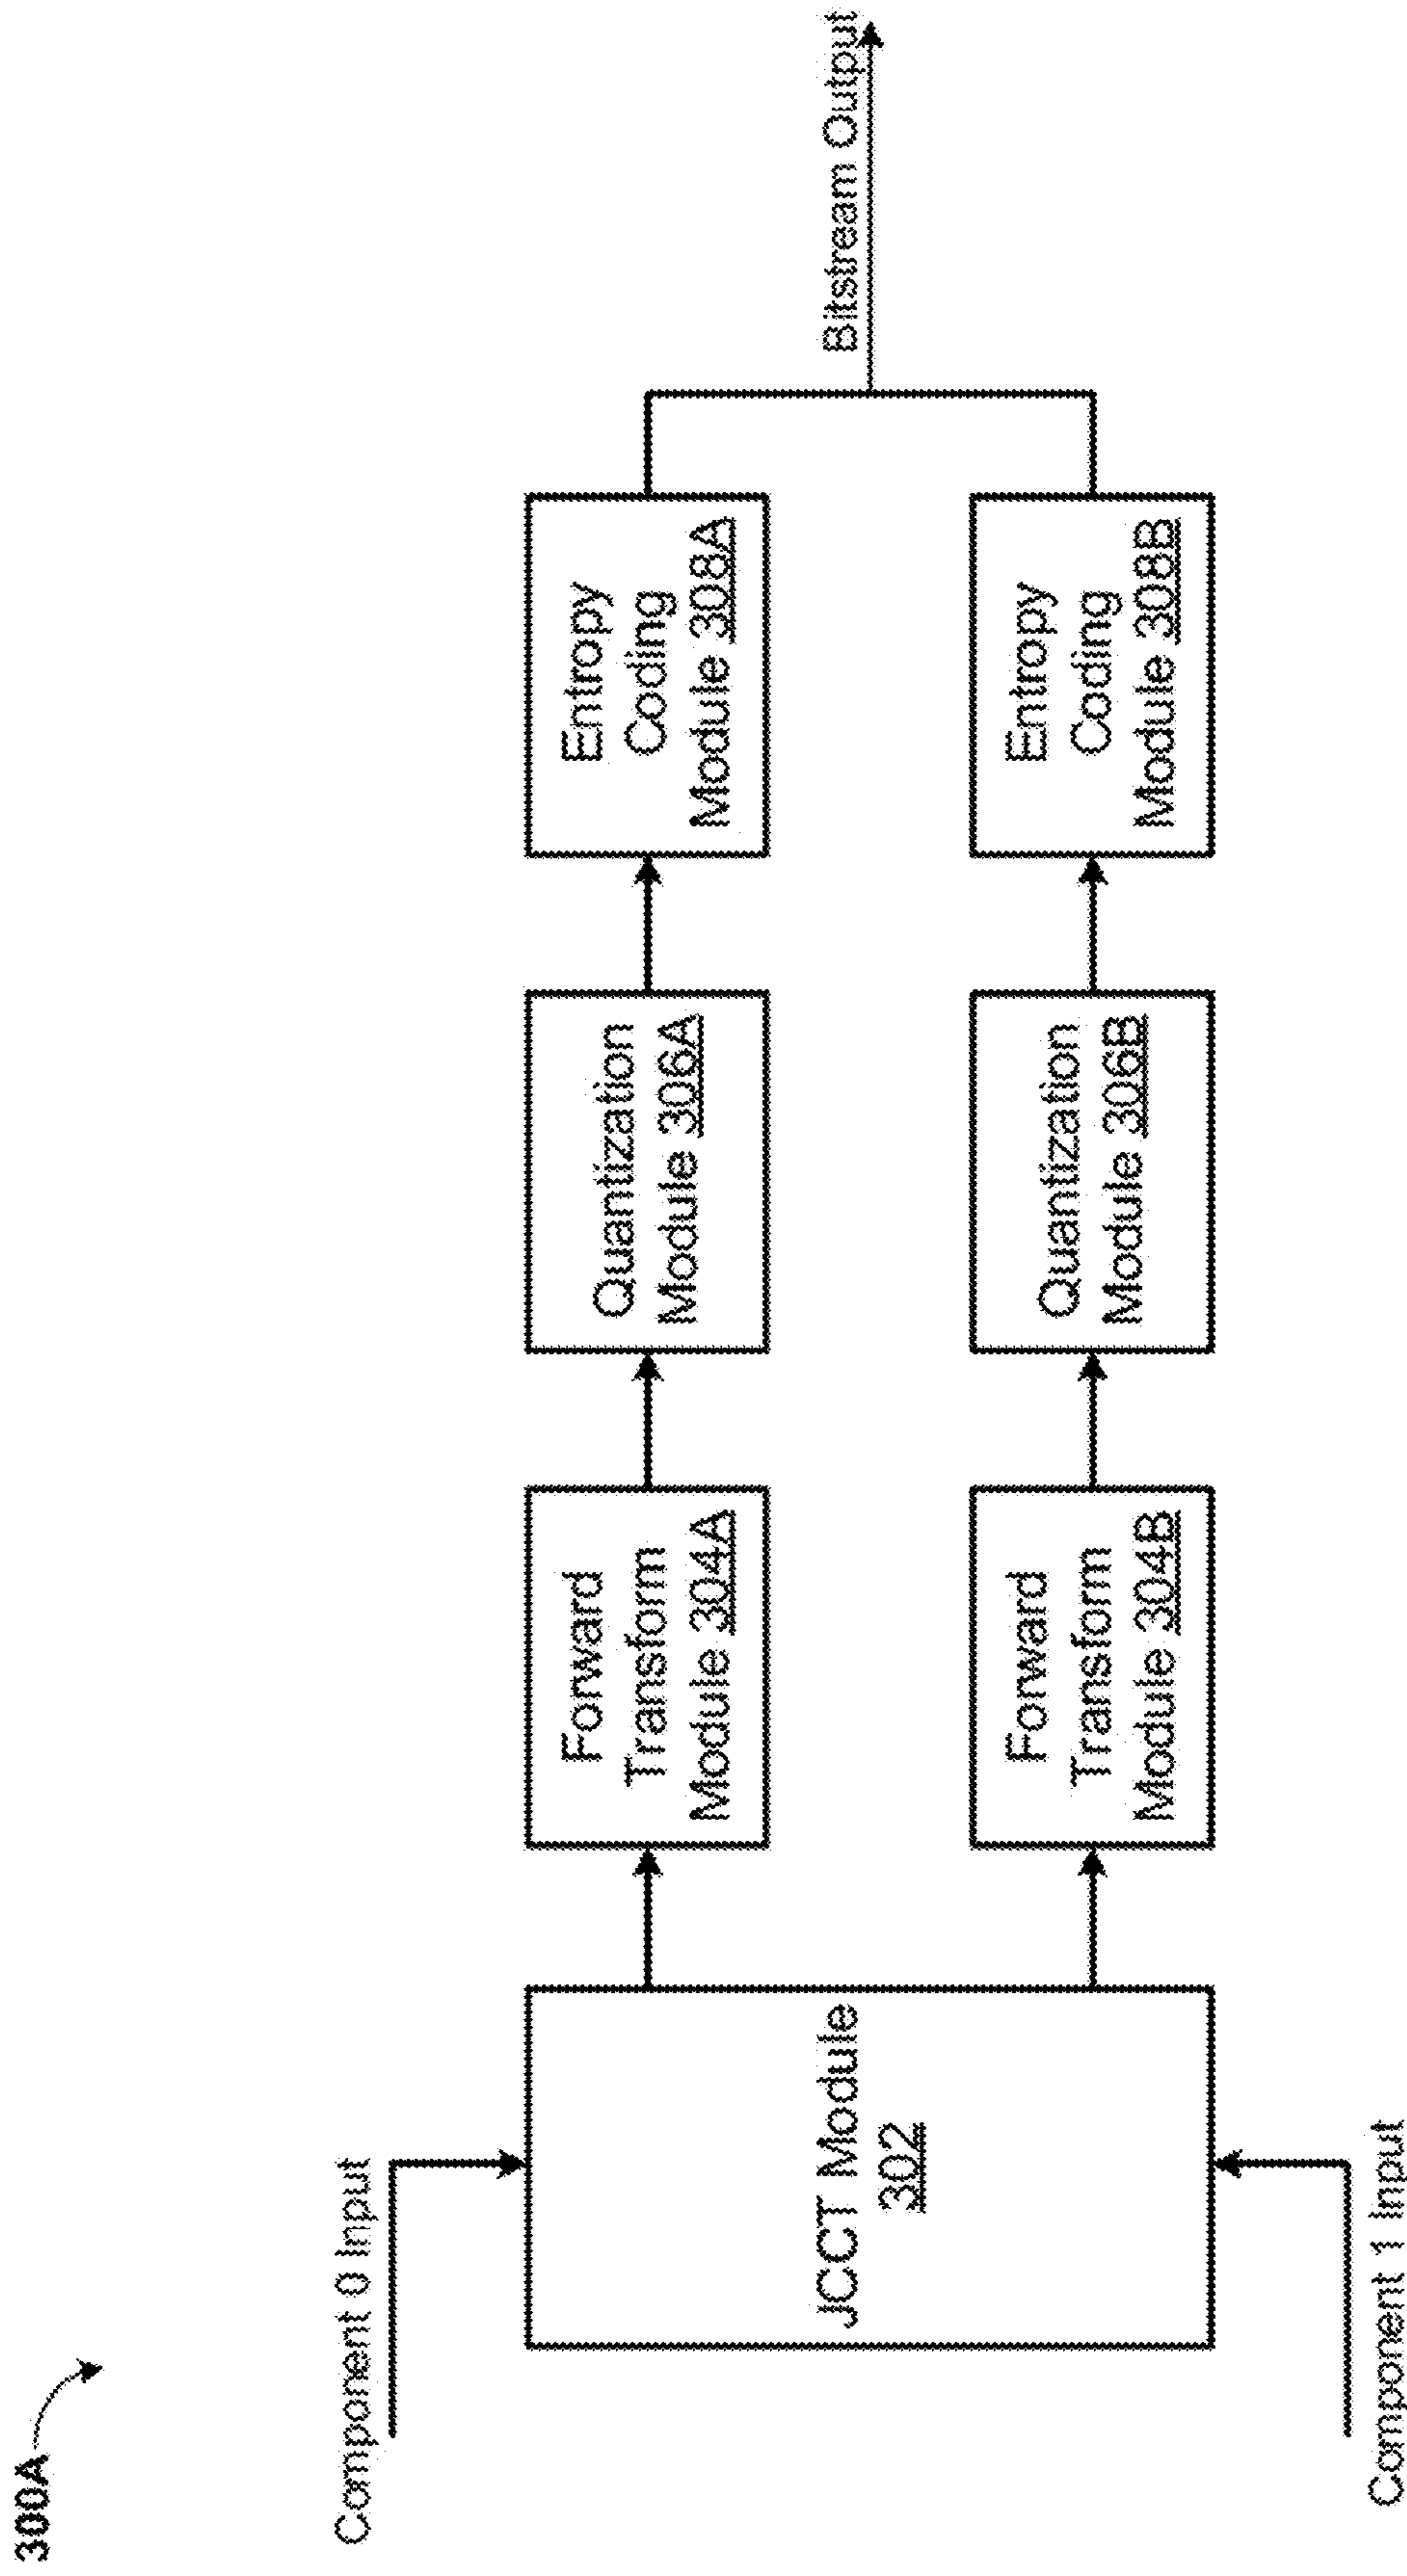 300A
Component 0 Input
JCCT Module
302
Component 1 Input
Forward
Transform
Module 304A
Forward
Transform
Module 304B
Quantization
Module 306A
Quantization
Module 306B
Entropy
Coding
Module 308A
Entropy
Coding
Module 308B
Bitstream Output